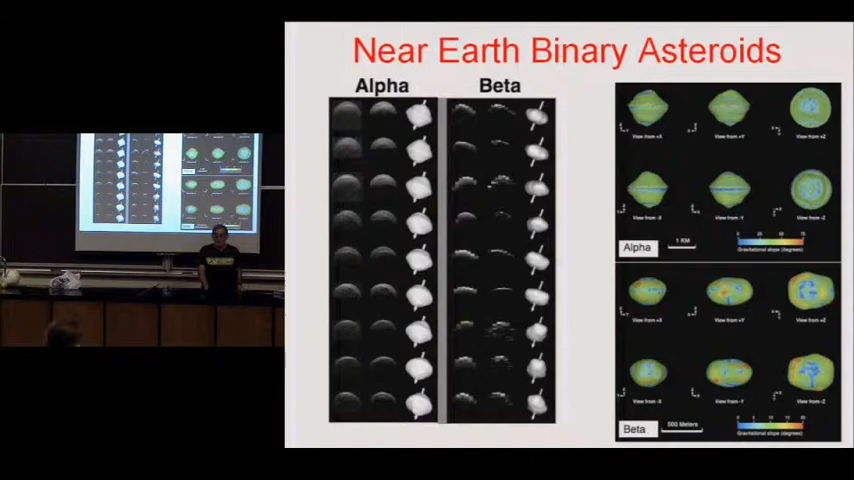 Near Earth Binary Asteroids
Alpha
Beta
View from+X
View from+Y
View from+Z
View from-X
View from-Y
View from-Z
Alpha
1 KM
Gravitational slope (degrees)
View from+X
View from+Y
View from+Z
View from-X
View from-Y
View from-Z
Beta
500 Meters
Gravitational slope (degrees)